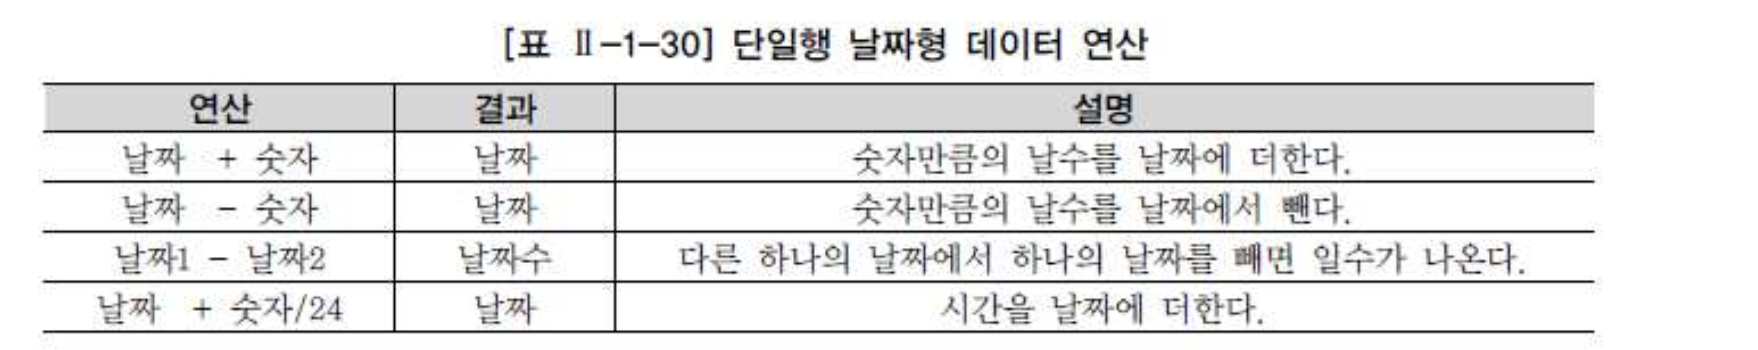 [표 Ⅱ-1-30] 단일행 날짜형 데이터 연산
연산 결과 설명
날짜 + 숫자 날짜 숫자만큼의 날수를 날짜에 더한다.
날짜 - 숫자 날짜 숫자만큼의 날수를 날짜에서 뺀다.
날짜1 - 날짜2 날짜수 다른 하나의 날짜에서 하나의 날짜를 빼면 일수가 나온다.
날짜 + 숫자/24 날짜 시간을 날짜에 더한다.